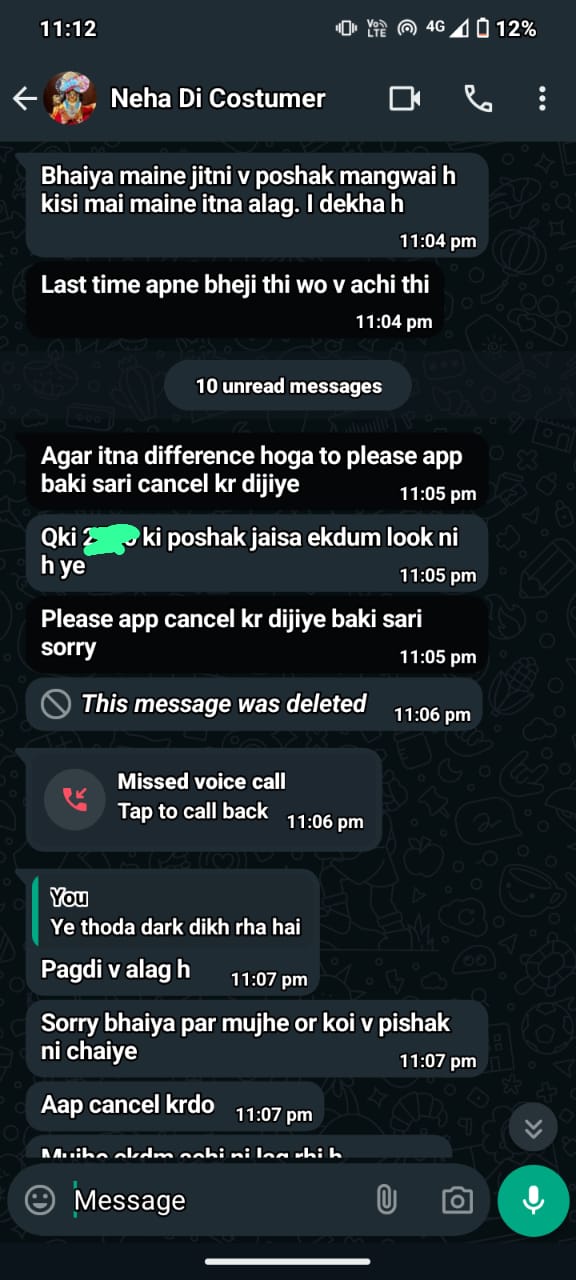 11:12
Vo LTE 4G 12%
Neha Di Costumer
Bhaiya maine jitni v poshak mangwai h
kisi mai maine itna alag. I dekha h
11:04 pm
Last time apne bheji thi wo v achi thi
11:04 pm
10 unread messages
Agar itna difference hoga to please app
baki sari cancel kr dijiye
11:05 pm
Qki ki poshak jaisa ekdum look ni
h ye
11:05 pm
Please app cancel kr dijiye baki sari
sorry
11:05 pm
This message was deleted
11:06 pm
Missed voice call
Tap to call back
11:06 pm
You
Ye thoda dark dikh rha hai
Pagdi v alag h
11:07 pm
Sorry bhaiya par mujhe or koi v pishak
ni chaiye
11:07 pm
Aap cancel krdo
11:07 pm
Message